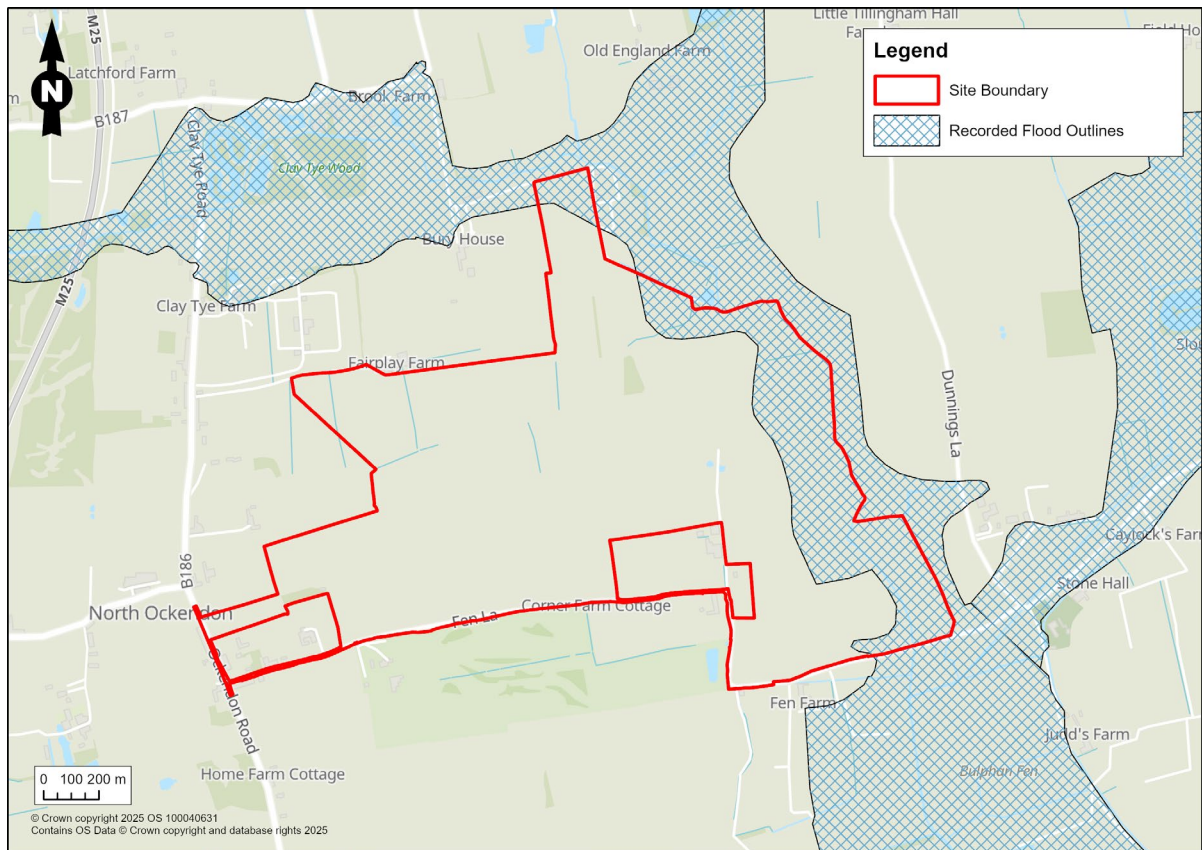 M25
Latchford Farm
N
B187
Clay Tye Road
Brook Farm
Clay Tye Wood
Old England Farm
Little Tillingham Hall
Legend
Site Boundary
Recorded Flood Outlines
Bury House
M25
Clay Tye Farm
Fairplay Farm
Dunnings La
B186
North Ockendon
Fen La
Corner Farm Cottage
Caylock's Farm
Stone Hall
Ockendon Road
Fen Farm
Judd's Farm
Bulphan Fen
Home Farm Cottage
0 100 200 m
© Crown copyright 2025 OS 100040631
Contains OS Data © Crown copyright and database rights 2025